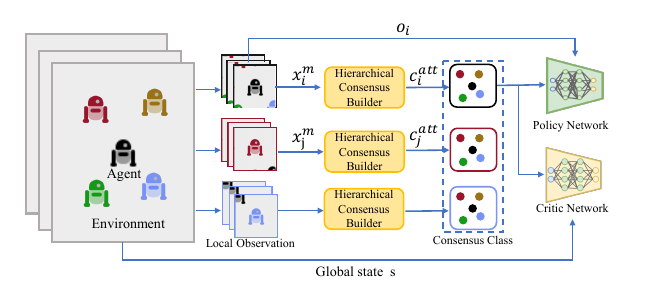 o_i
x_i^m
Hierarchical
Consensus
Builder
c_i^{att}
Policy Network
Agent
Environment
x_j^m
Hierarchical
Consensus
Builder
c_j^{att}
Hierarchical
Consensus
Builder
Local Observation
Consensus Class
Critic Network
Global state s